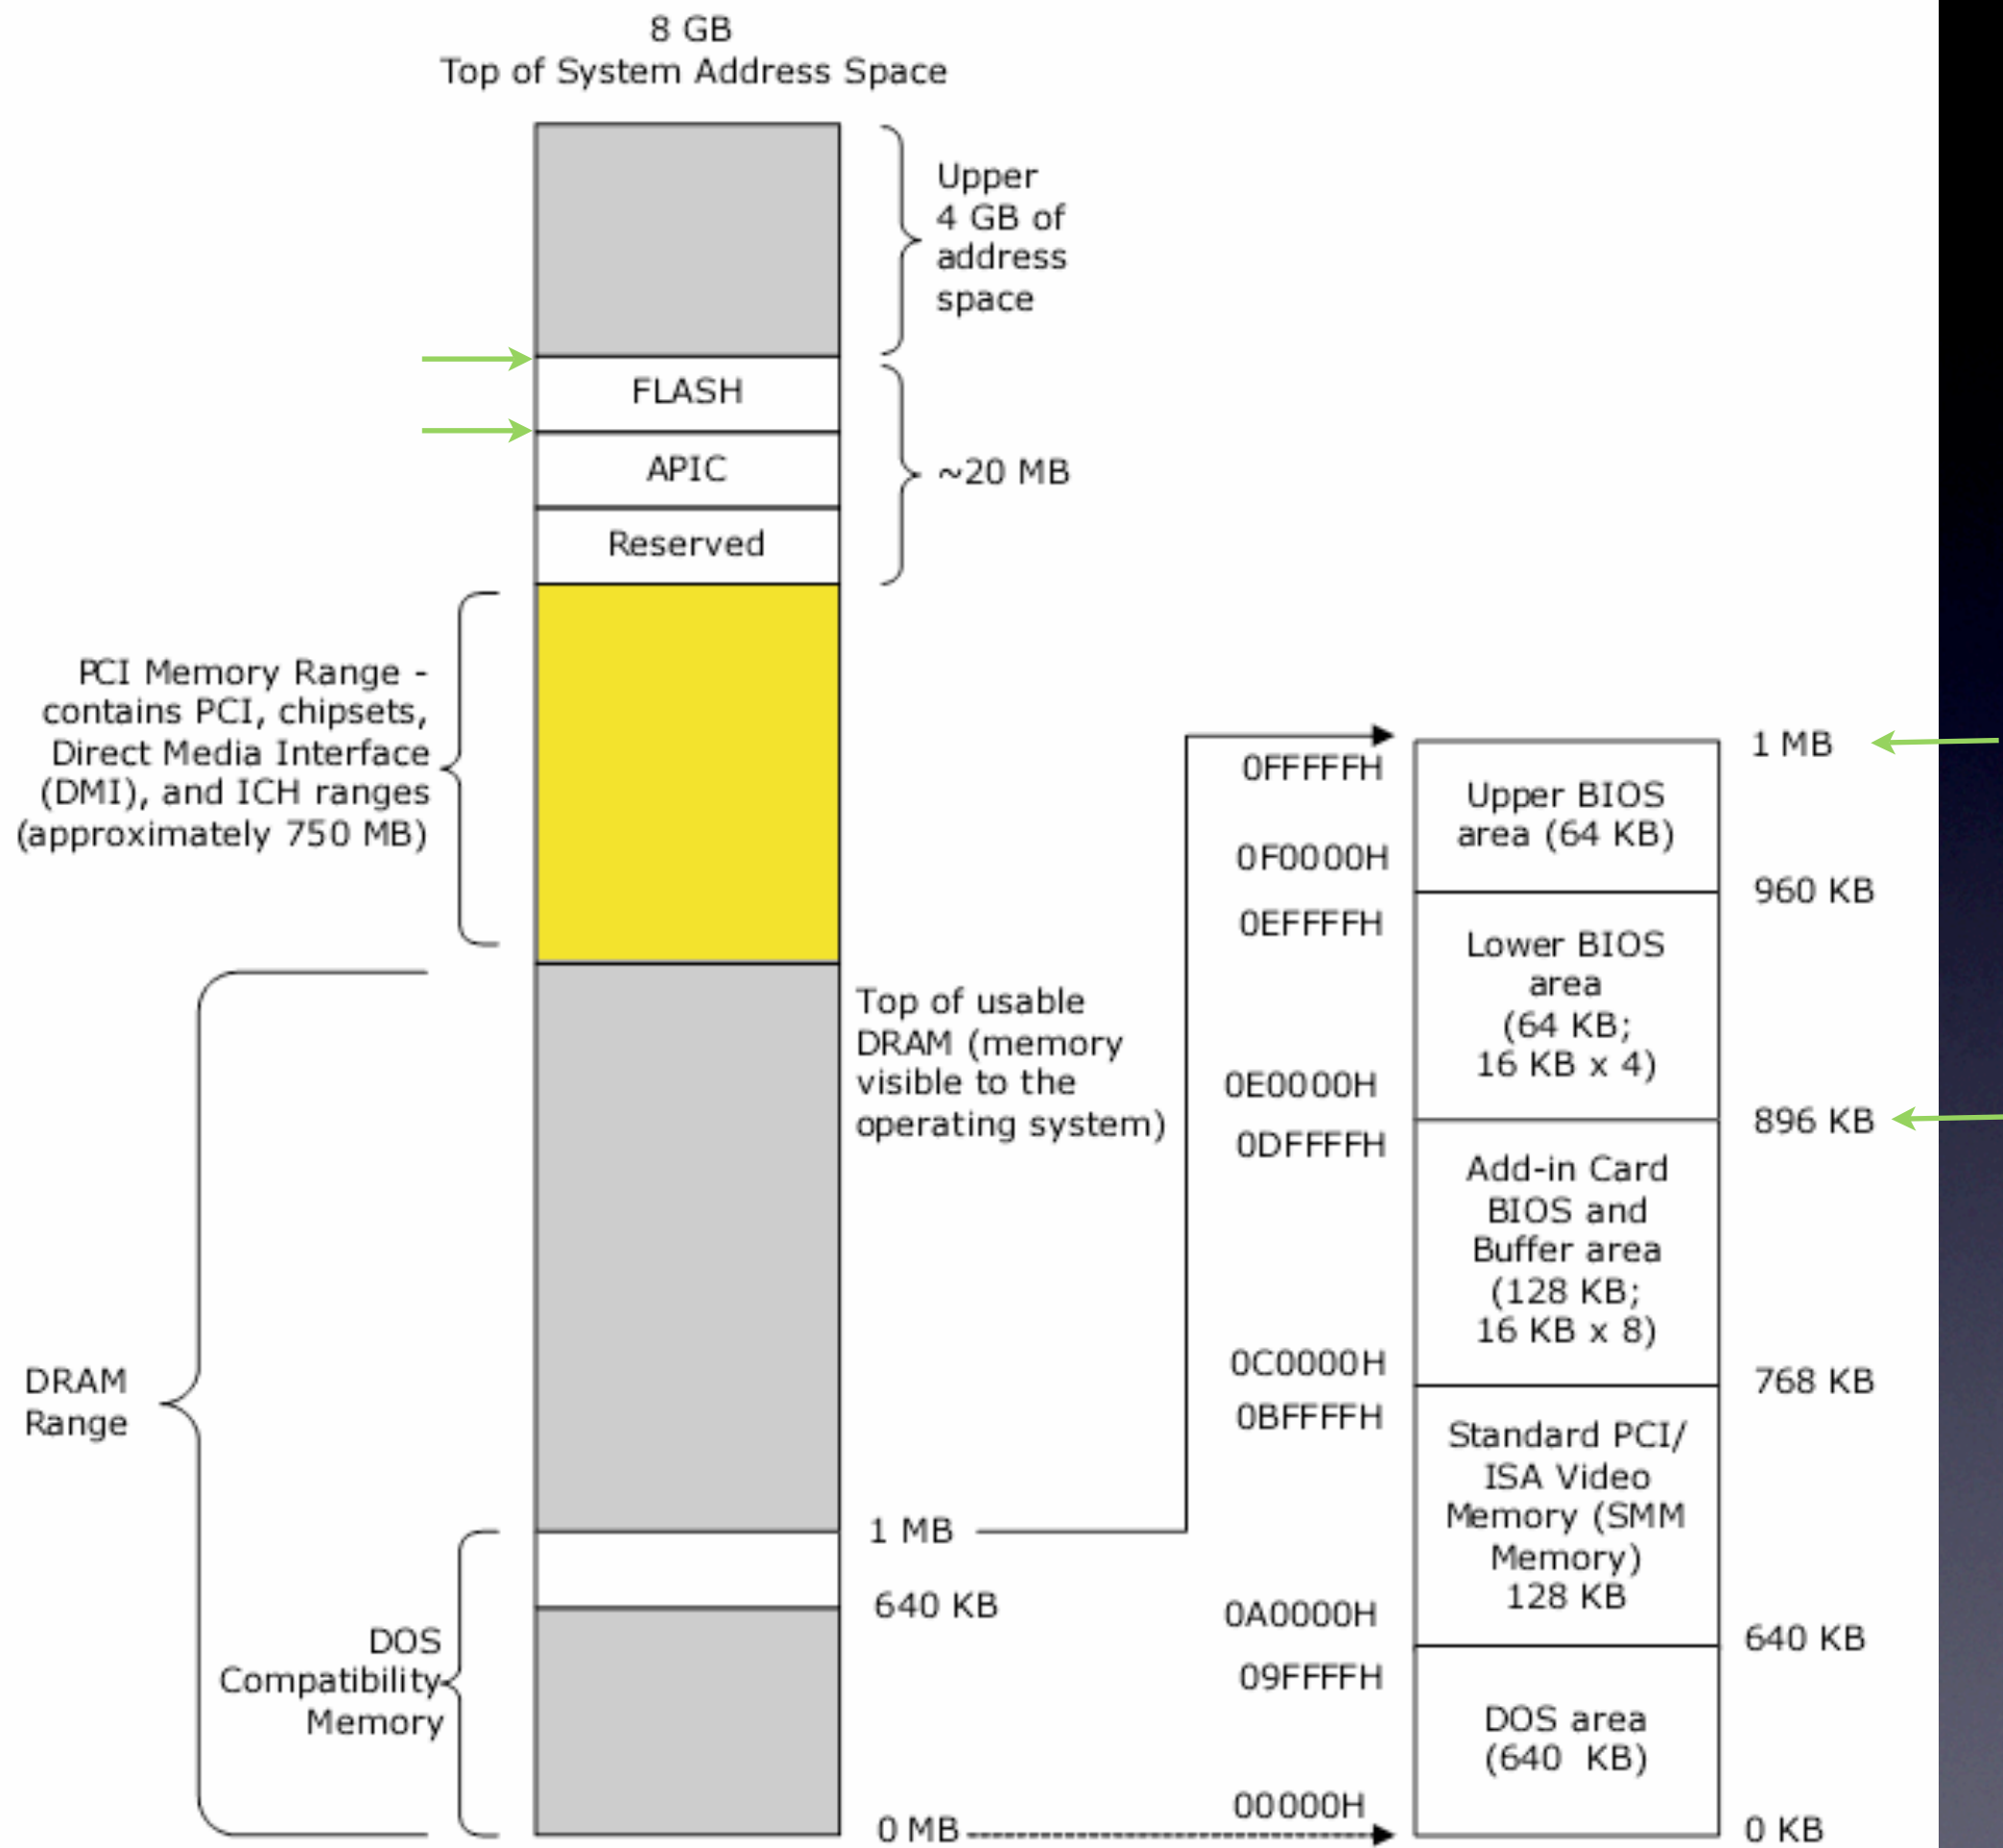 8 GB
Top of System Address Space
Upper
4 GB of
address
space
FLASH
APIC
~20 MB
Reserved
PCI Memory Range -
contains PCI, chipsets,
Direct Media Interface
(DMI), and ICH ranges
(approximately 750 MB)
Top of usable
DRAM (memory
visible to the
operating system)
DRAM
Range
1 MB
640 KB
DOS
Compatibility
Memory
0 MB
0FFFFFH
1 MB
Upper BIOS
area (64 KB)
0F0000H
960 KB
0EFFFFH
Lower BIOS
area
(64 KB;
16 KB x 4)
0E0000H
896 KB
0DFFFFH
Add-in Card
BIOS and
Buffer area
(128 KB;
16 KB x 8)
0C0000H
768 KB
0BFFFFH
Standard PCI/
ISA Video
Memory (SMM
Memory)
128 KB
0A0000H
640 KB
09FFFFH
DOS area
(640 KB)
00000H
0 KB